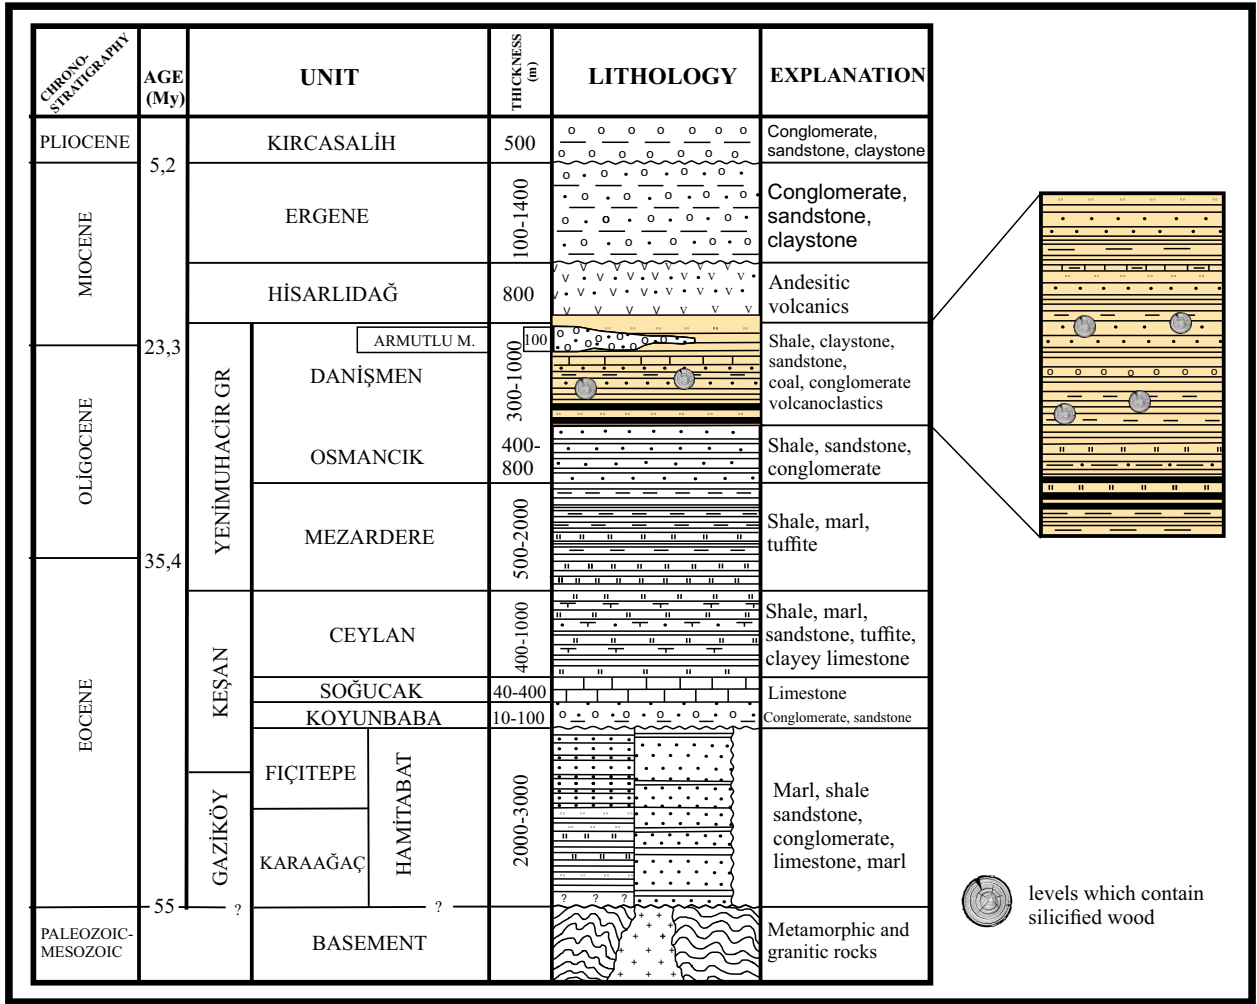 CHRONO-
STRATIGRAPHY
AGE
(My)
UNIT
THICKNESS
(m)
LITHOLOGY
EXPLANATION
PLIOCENE
KIRCASALİH
500
Conglomerate,
sandstone, claystone
5,2
MIOCENE
ERGENE
100-1400
Conglomerate,
sandstone,
claystone
HİSARLIDAĞ
800
Andesitic
volcanics
23,3
OLİGOCENE
YENİMUHACİR GR
ARMUTLU M.
100
DANİŞMEN
300-1000
Shale, claystone,
sandstone,
coal, conglomerate
volcanoclastics
OSMANCIK
400-
800
Shale, sandstone,
conglomerate
MEZARDERE
500-2000
Shale, marl,
tuffite
35,4
EOCENE
KEŞAN
CEYLAN
400-1000
Shale, marl,
sandstone, tuffite,
clayey limestone
SOĞUCAK
40-400
Limestone
KOYUNBABA
10-100
Conglomerate, sandstone
GAZİKÖY
FIÇITEPE
HAMİTABAT
KARAAĞAÇ
2000-3000
Marl, shale
sandstone,
conglomerate,
limestone, marl
? ? ? ?
55
?
?
PALEOZOIC-
MESOZOIC
BASEMENT
Metamorphic and
granitic rocks
levels which contain
silicified wood